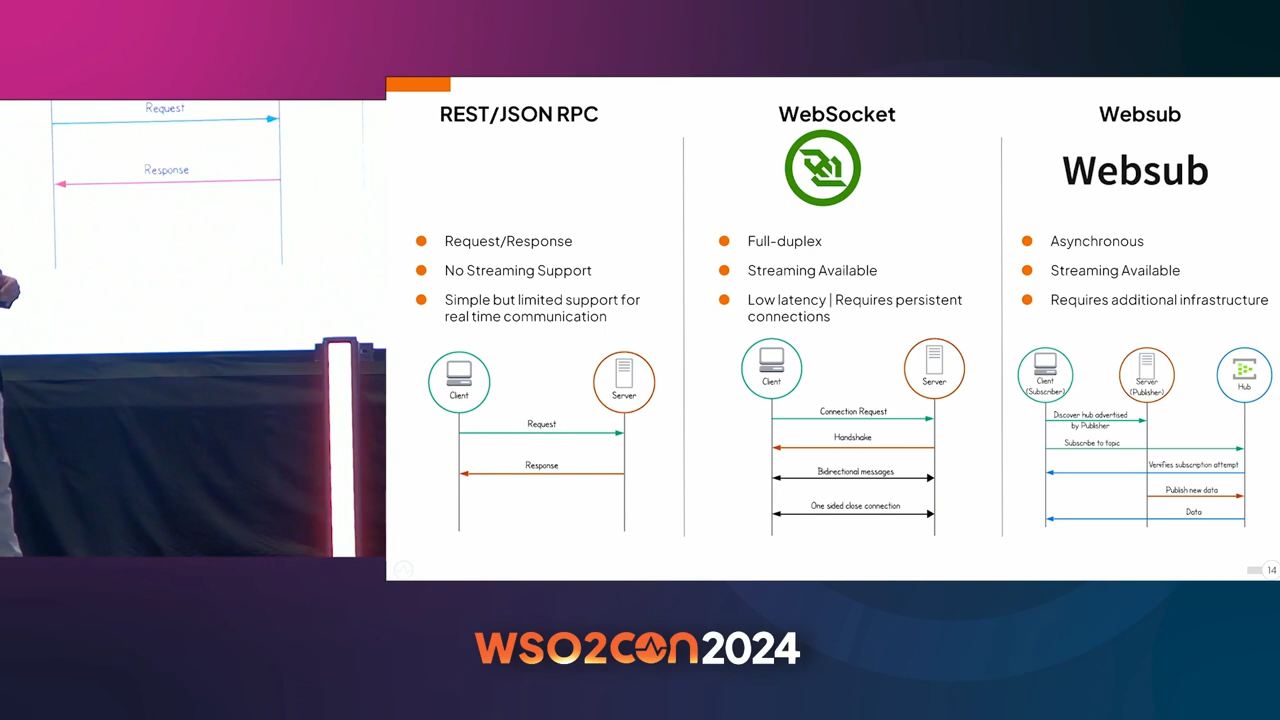 Request
Response
REST/JSON RPC
Request/Response
No Streaming Support
Simple but limited support for
real time communication
Client
Server
Request
Response
WebSocket
Full-duplex
Streaming Available
Low latency | Requires persistent
connections
Client
Server
Connection Request
Handshake
Bidirectional messages
One sided close connection
Websub
Websub
Asynchronous
Streaming Available
Requires additional infrastructure
Client
(Subscriber)
Server
(Publisher)
Hub
Discover hub advertised
by Publisher
Subscribe to topic
Verifies subscription attempt
Publish new data
Data
14
WSO2CON2024